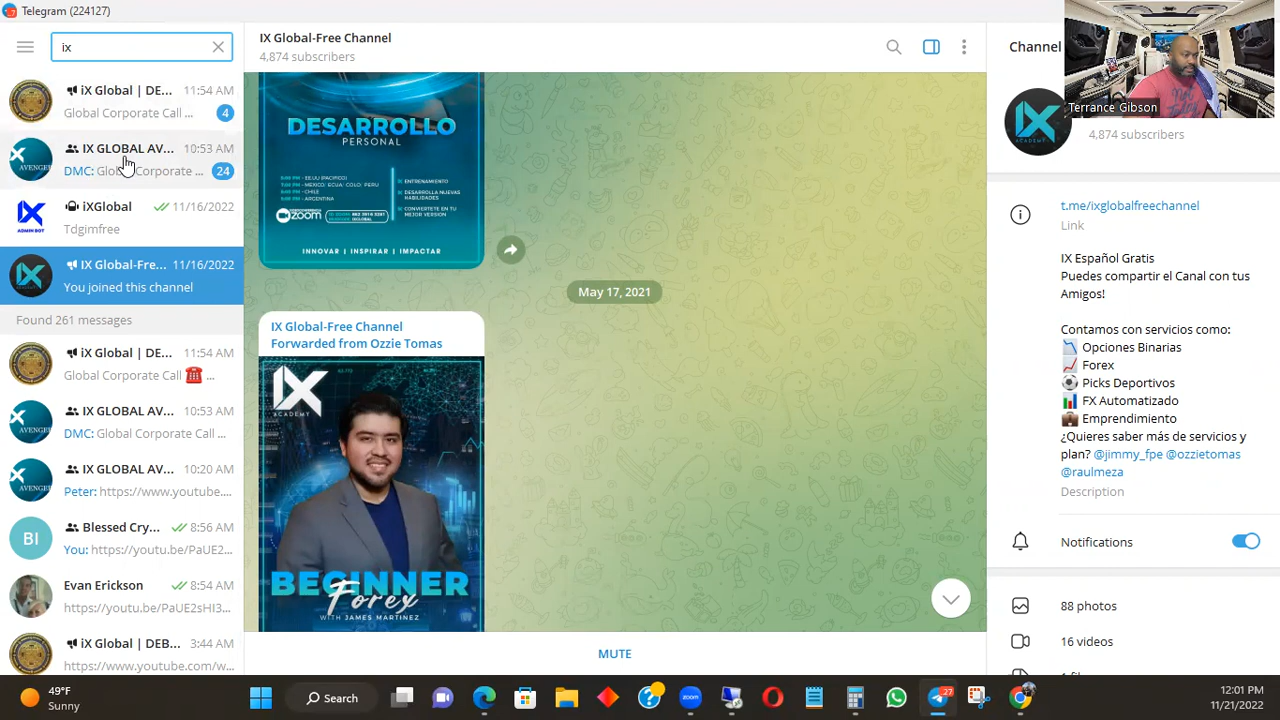 Telegram (224127)
ix
iX Global | DE... 11:54 AM
Global Corporate Call ... 4
IX GLOBAL AV... 10:53 AM
DMC: Global Corporate ... 24
iXGlobal 11/16/2022
Tdgimfree
IX Global-Fre... 11/16/2022
You joined this channel
Found 261 messages
iX Global | DE... 11:54 AM
Global Corporate Call ☎️ ...
IX GLOBAL AV... 10:53 AM
DMC: Global Corporate Call ...
IX GLOBAL AV... 10:20 AM
Peter: https://www.youtube....
BI
Blessed Cry... 8:56 AM
You: https://youtu.be/PaUE2...
Evan Erickson 8:54 AM
https://youtu.be/PaUE2sHI3...
iX Global | DEB... 3:44 AM
https://www.youtube.com/w...
IX Global-Free Channel
4,874 subscribers
DESARROLLO
PERSONAL
ENTRENAMIENTO
DESARROLLA NUEVAS
HABILIDADES
CONVIERTETE EN TU
MEJOR VERSION
zoom
INNOVAR | INSPIRAR | IMPACTAR
May 17, 2021
IX Global-Free Channel
Forwarded from Ozzie Tomas
IX
ACADEMY
BEGINNER
Forex
WITH JAMES MARTINEZ
MUTE
Channel
Terrance Gibson
4,874 subscribers
t.me/ixglobalfreechannel
Link
IX Español Gratis
Puedes compartir el Canal con tus
Amigos!
Contamos con servicios como:
📉 Opciones Binarias
📈 Forex
⚽ Picks Deportivos
📊 FX Automatizado
💼 Emprendimiento
¿Quieres saber más de servicios y
plan? @jimmy_fpe @ozzietomas
@raulmeza
Description
Notifications
88 photos
16 videos
49°F
Sunny
Search
zoom
27
12:01 PM
11/21/2022